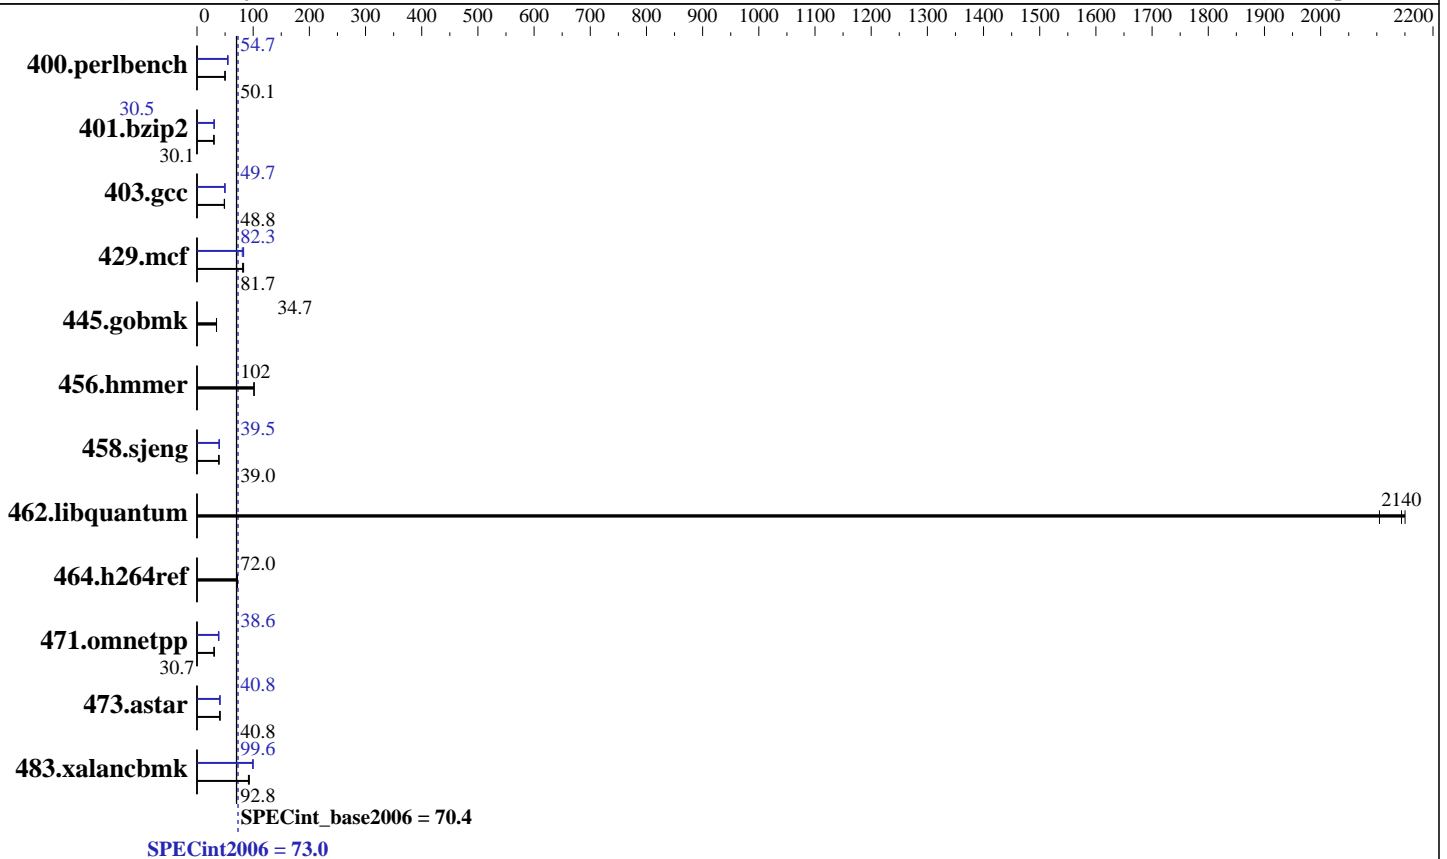 0 100 200 300 400 500 600 700 800 900 1000 1100 1200 1300 1400 1500 1600 1700 1800 1900 2000 2200
54.7
400.perlbench
50.1
30.5
401.bzip2
30.1
49.7
403.gcc
48.8
82.3
429.mcf
81.7
34.7
445.gobmk
102
456.hmmer
39.5
458.sjeng
39.0
2140
462.libquantum
72.0
464.h264ref
38.6
471.omnetpp
30.7
40.8
473.astar
40.8
99.6
483.xalancbmk
92.8
SPECint_base2006 = 70.4
SPECint2006 = 73.0